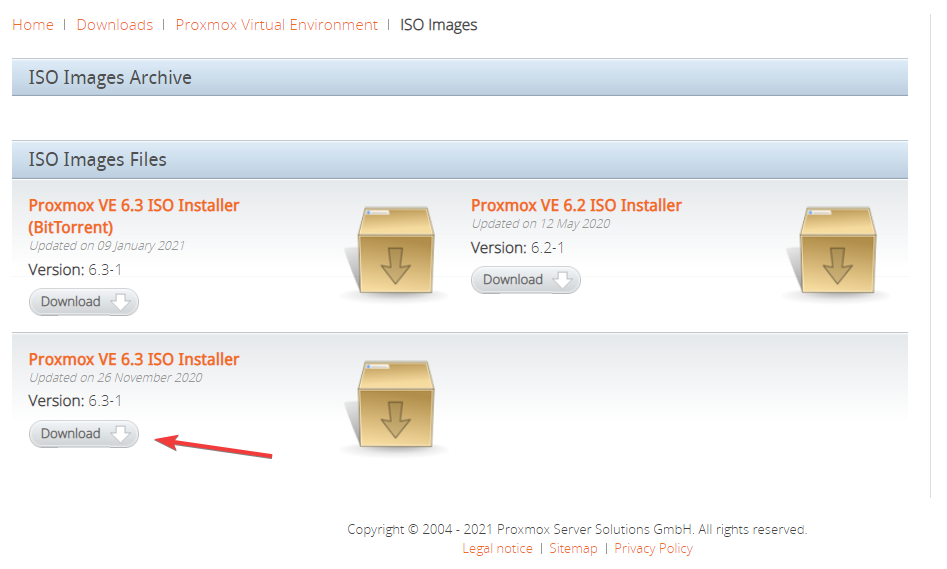 Home | Downloads | Proxmox Virtual Environment | ISO Images
ISO Images Archive
ISO Images Files
Proxmox VE 6.3 ISO Installer
(BitTorrent)
Updated on 09 January 2021
Version: 6.3-1
Download
Proxmox VE 6.2 ISO Installer
Updated on 12 May 2020
Version: 6.2-1
Download
Proxmox VE 6.3 ISO Installer
Updated on 26 November 2020
Version: 6.3-1
Download
Copyright © 2004 - 2021 Proxmox Server Solutions GmbH. All rights reserved.
Legal notice | Sitemap | Privacy Policy